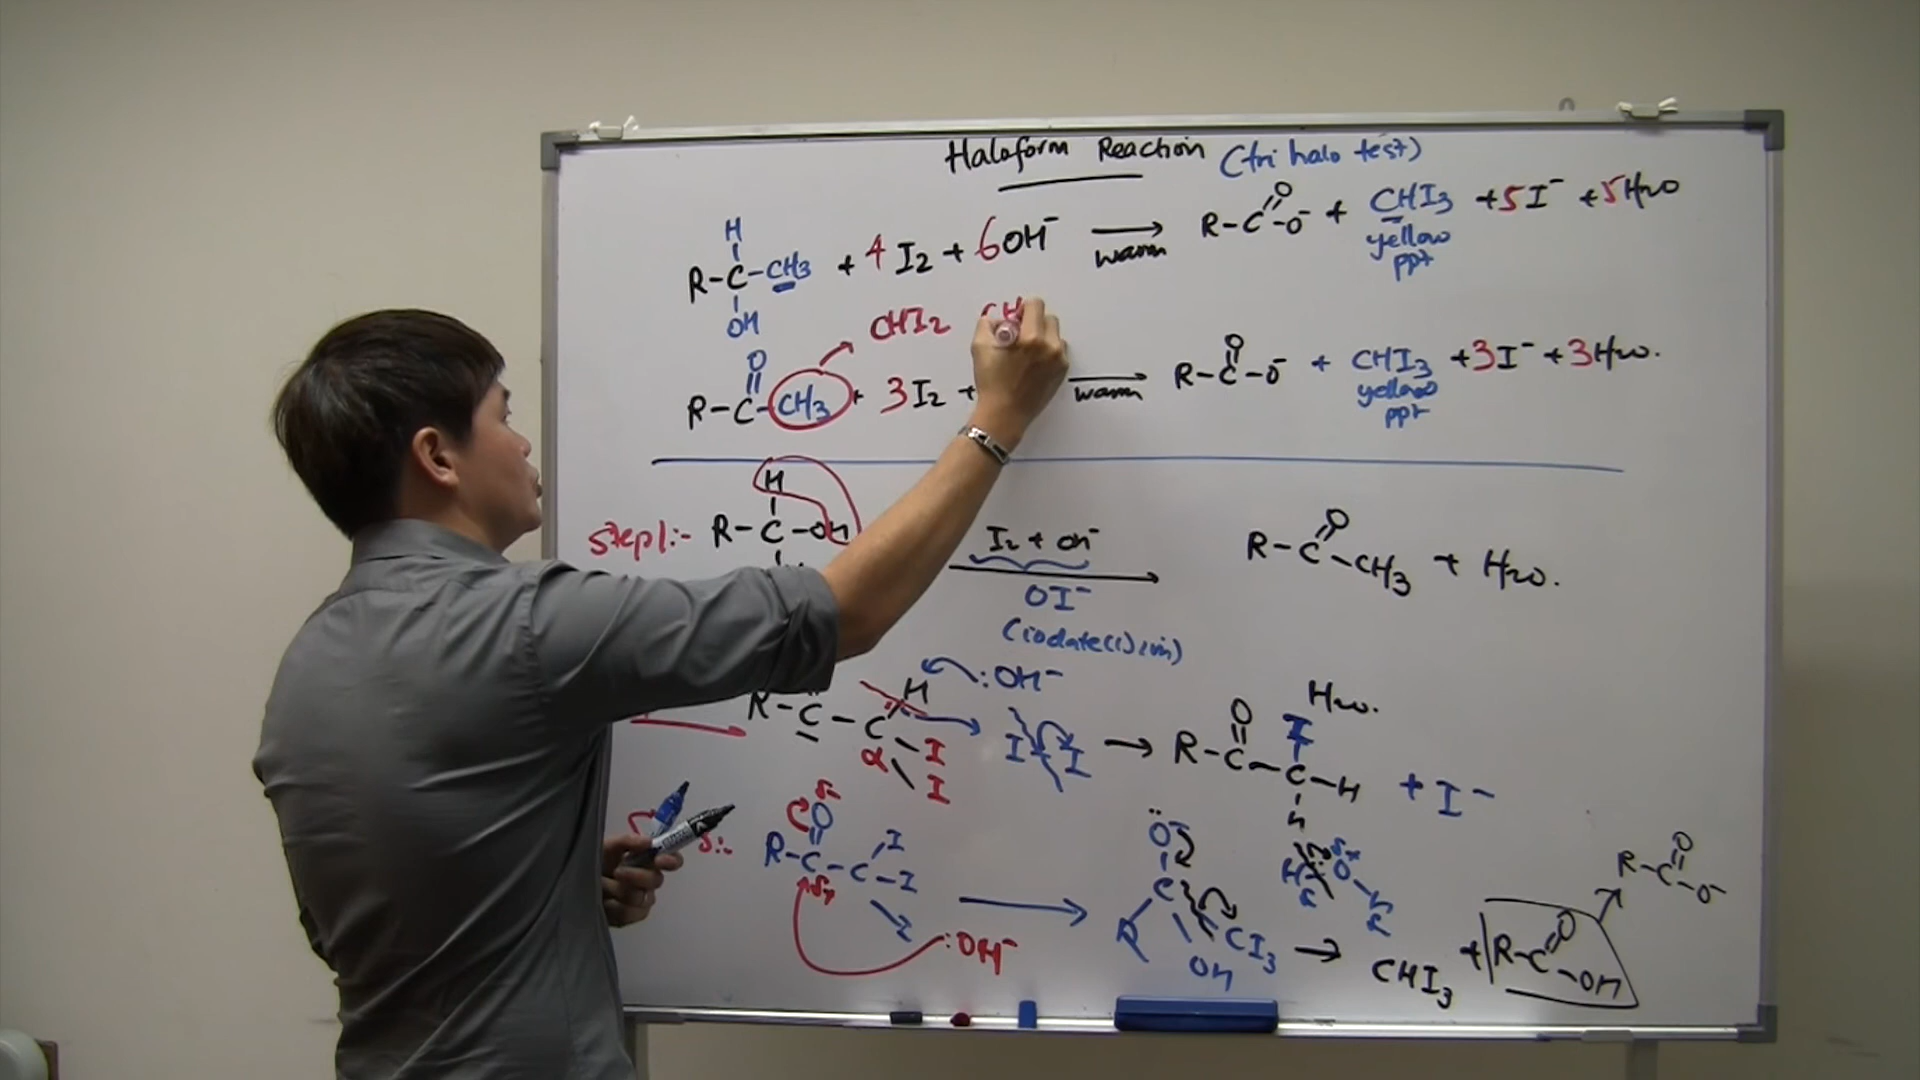 Haloform Reaction (tri halo test)
H
R-C-CH3 + 4 I2 + 6OH⁻ → R-C-O⁻ + CHI3 + 5I⁻ + 5H2O
OH
O
warm
yellow
ppt
CHI2 CH
O
R-C-CH3 + 3I2 + → R-C-O⁻ + CHI3 + 3I⁻ + 3H2O.
O
warm
yellow
ppt
H
step1:- R-C-OH
I2 + OH⁻
OI⁻
(iodate(I) ion)
O
R-C-CH3 + H2O.
R-C-C
H
:OH⁻
I
I
α
I-I → R-C-C-H + I⁻
O
I
H
H2O.
δ-
O
R-C-C-I
I
I
δ+
:OH⁻
→
O
C
R
OH
CI3
H
O
δ-
→ CHI3 + R-C-OH
O
R-C-O⁻
O